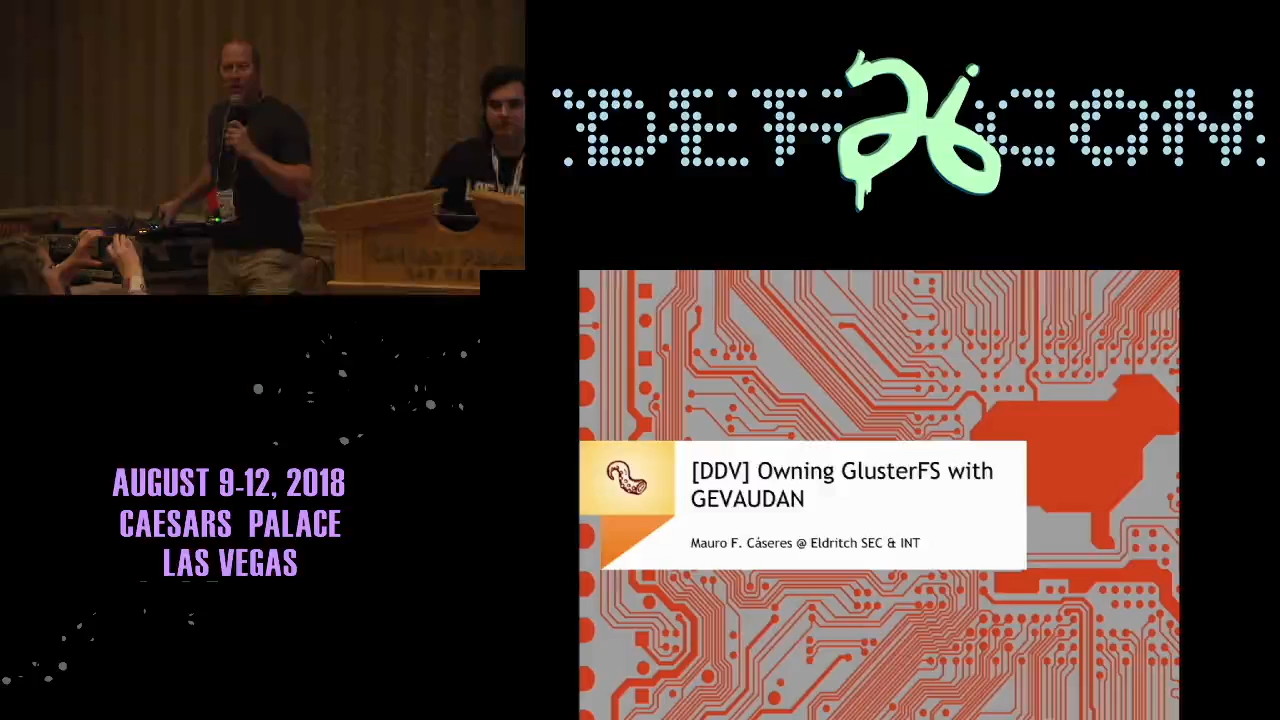 DEF 26 CON
AUGUST 9-12, 2018
CAESARS PALACE
LAS VEGAS
[DDV] Owning GlusterFS with
GEVAUDAN
Mauro F. Cáseres @ Eldritch SEC & INT